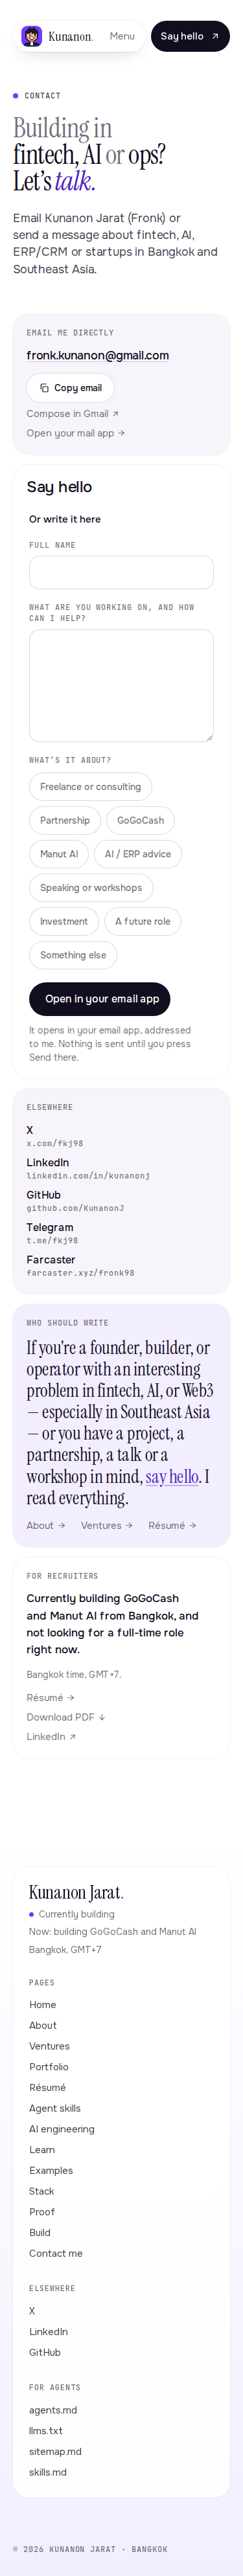 Kunanon.
Menu
Say hello ↗
CONTACT
Building in
fintech, AI or ops?
Let's talk.
Email Kunanon Jarat (Fronk) or
send a message about fintech, AI,
ERP/CRM or startups in Bangkok and
Southeast Asia.
EMAIL ME DIRECTLY
fronk.kunanon@gmail.com
Copy email
Compose in Gmail ↗
Open your mail app →
Say hello
Or write it here
FULL NAME
WHAT ARE YOU WORKING ON, AND HOW
CAN I HELP?
WHAT'S IT ABOUT?
Freelance or consulting
Partnership
GoGoCash
Manut AI
AI / ERP advice
Speaking or workshops
Investment
A future role
Something else
Open in your email app
It opens in your email app, addressed
to me. Nothing is sent until you press
Send there.
ELSEWHERE
X
x.com/fkj98
LinkedIn
linkedin.com/in/kunanonj
GitHub
github.com/KunanonJ
Telegram
t.me/fkj98
Farcaster
farcaster.xyz/fronk98
WHO SHOULD WRITE
If you're a founder, builder, or
operator with an interesting
problem in fintech, AI, or Web3
— especially in Southeast Asia
— or you have a project, a
partnership, a talk or a
workshop in mind, say hello. I
read everything.
About → Ventures → Résumé →
FOR RECRUITERS
Currently building GoGoCash
and Manut AI from Bangkok, and
not looking for a full-time role
right now.
Bangkok time, GMT+7.
Résumé →
Download PDF ↓
LinkedIn ↗
Kunanon Jarat.
Currently building
Now: building GoGoCash and Manut AI
Bangkok, GMT+7
PAGES
Home
About
Ventures
Portfolio
Résumé
Agent skills
AI engineering
Learn
Examples
Stack
Proof
Build
Contact me
ELSEWHERE
X
LinkedIn
GitHub
FOR AGENTS
agents.md
llms.txt
sitemap.md
skills.md
© 2026 KUNANON JARAT · BANGKOK